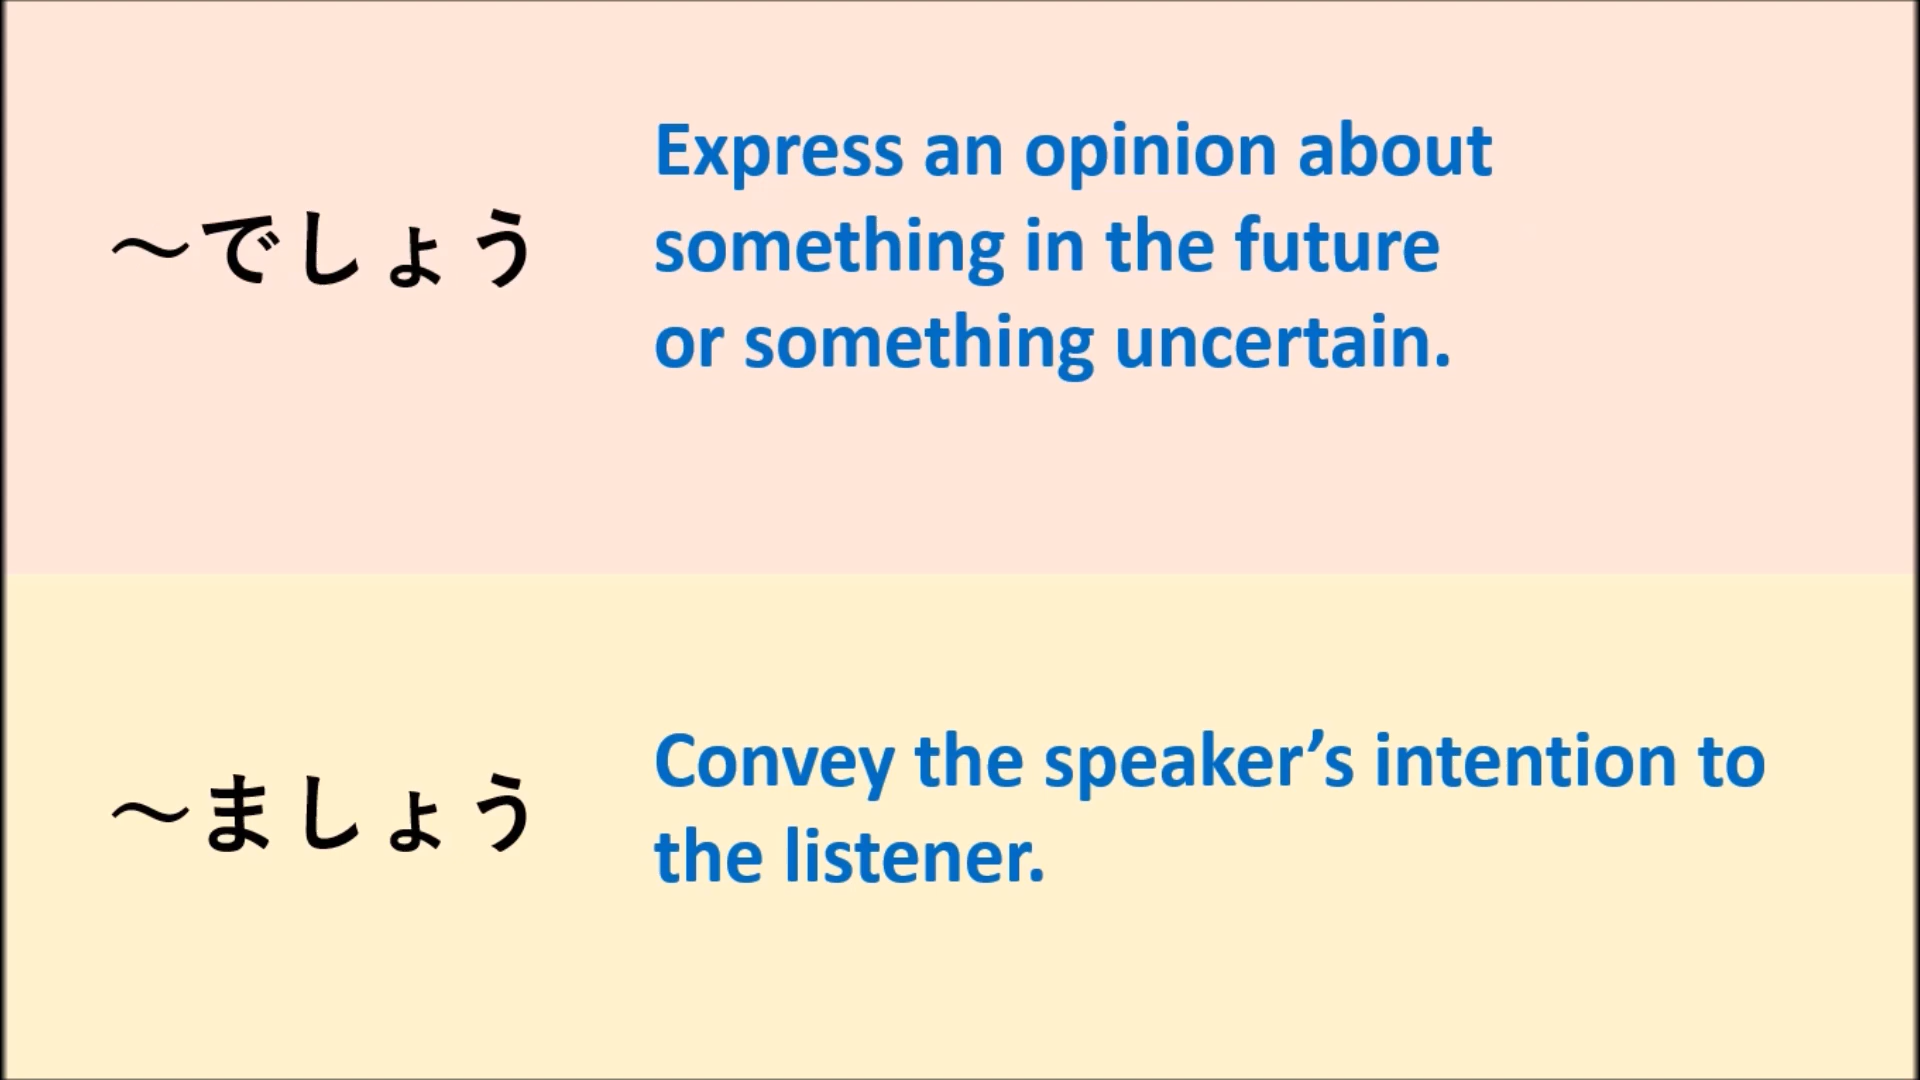 ～でしょう
Express an opinion about
something in the future
or something uncertain.
～ましょう
Convey the speaker’s intention to
the listener.